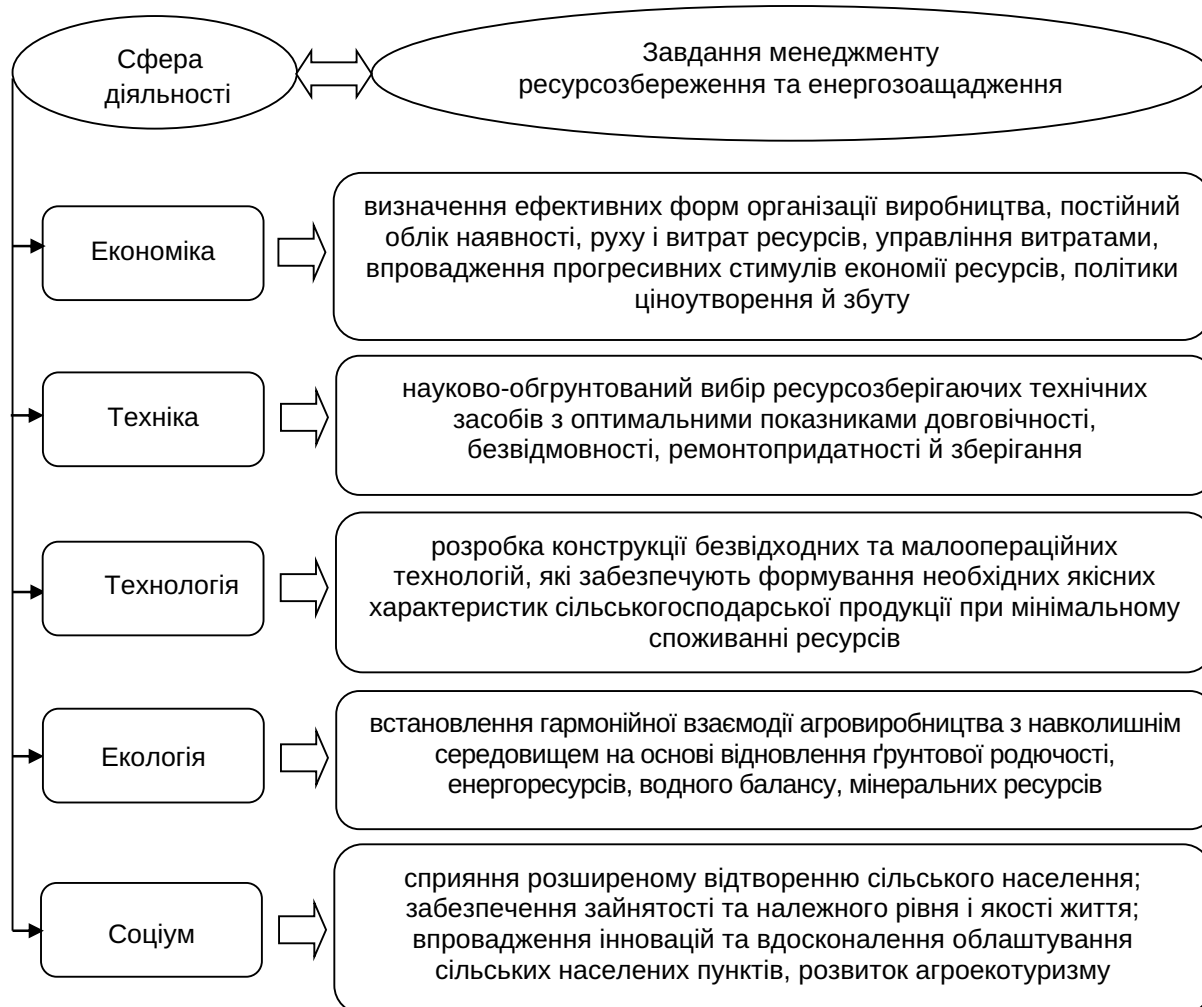 Сфера
діяльності
Завдання менеджменту
ресурсозбереження та енергозоащадження
Економіка
визначення ефективних форм організації виробництва, постійний
облік наявності, руху і витрат ресурсів, управління витратами,
впровадження прогресивних стимулів економії ресурсів, політики
ціноутворення й збуту
Техніка
науково-обгрунтований вибір ресурсозберігаючих технічних
засобів з оптимальними показниками довговічності,
безвідмовності, ремонтопридатності й зберігання
Технологія
розробка конструкції безвідходних та малоопераційних
технологій, які забезпечують формування необхідних якісних
характеристик сільськогосподарської продукції при мінімальному
споживанні ресурсів
Екологія
встановлення гармонійної взаємодії агровиробництва з навколишнім
середовищем на основі відновлення ґрунтової родючості,
енергоресурсів, водного балансу, мінеральних ресурсів
Соціум
сприяння розширеному відтворенню сільського населення;
забезпечення зайнятості та належного рівня і якості життя;
впровадження інновацій та вдосконалення облаштування
сільських населених пунктів, розвиток агроекотуризму